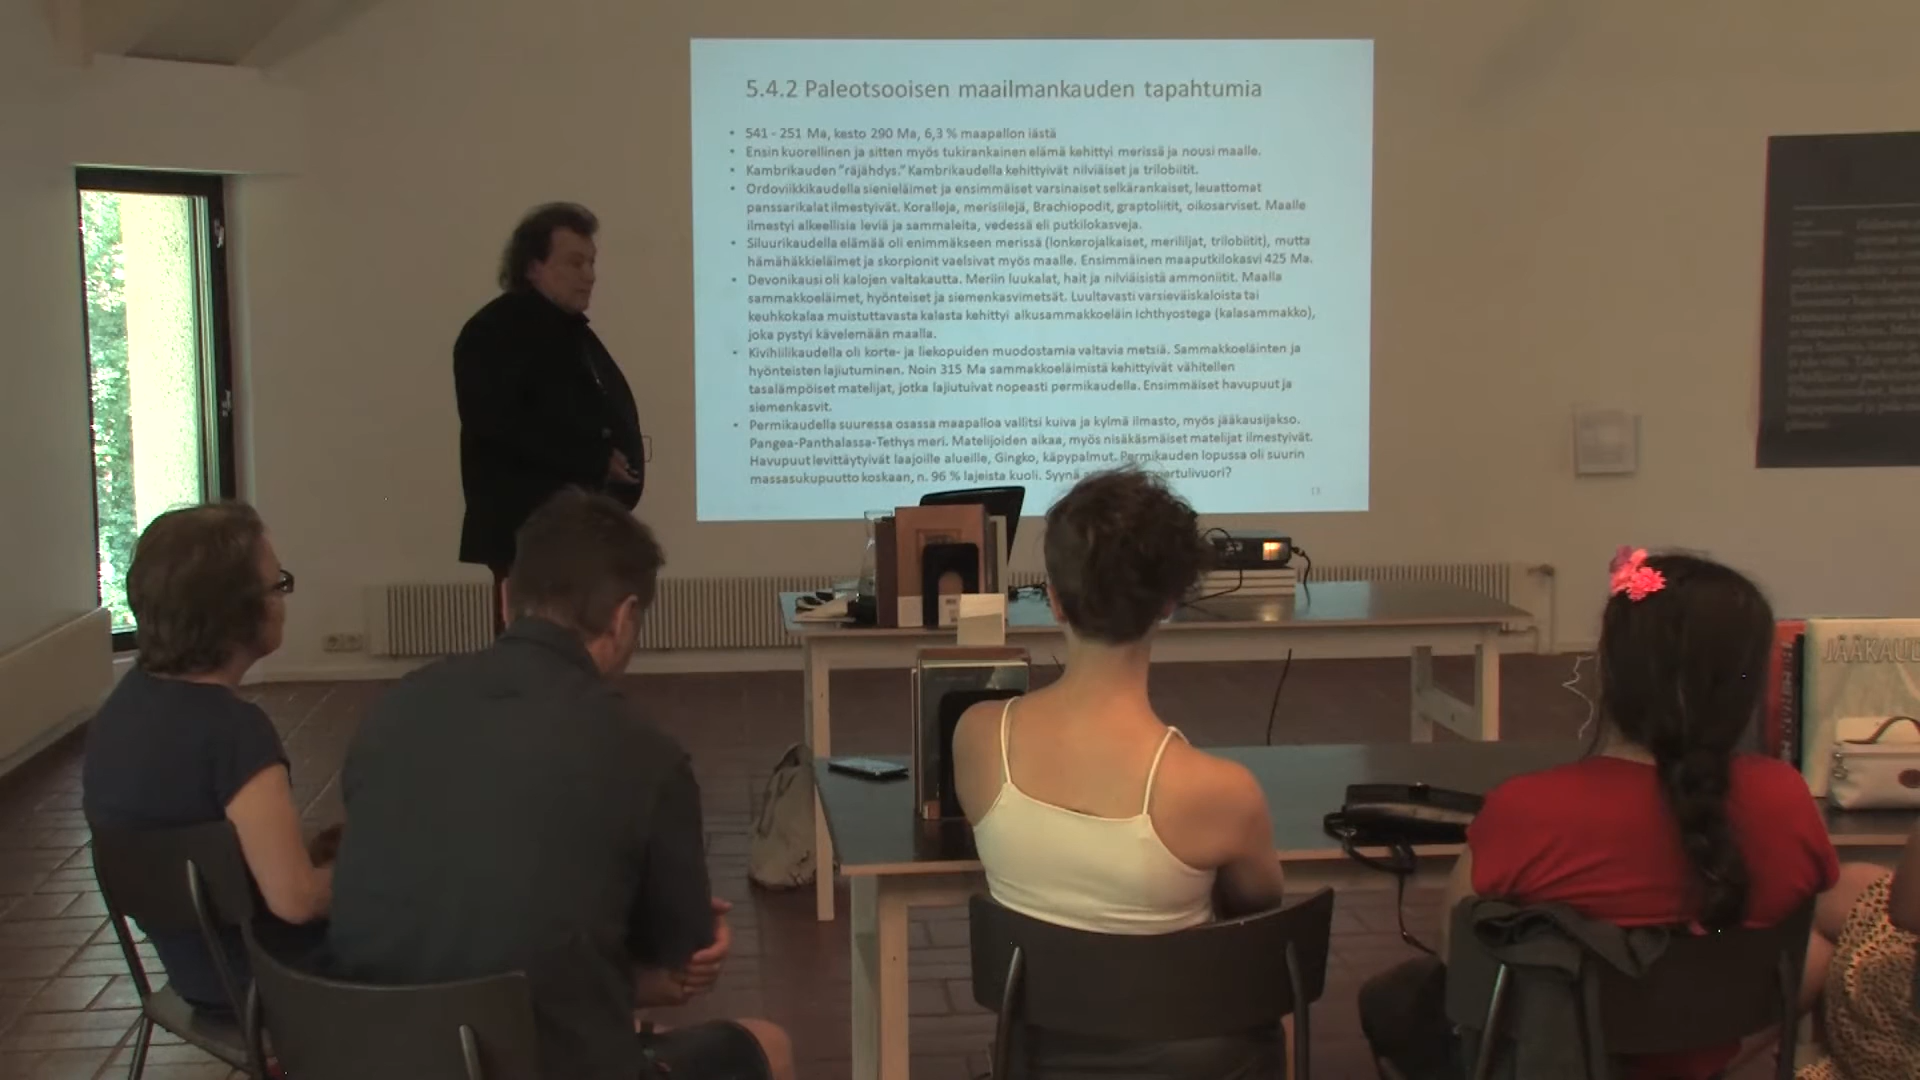 5.4.2 Paleotsooisen maailmankauden tapahtumia
• 541 - 251 Ma, kesto 290 Ma, 6,3 % maapallon iästä
• Ensin kuorellinen ja sitten myös tukirankainen elämä kehittyi merissä ja nousi maalle.
• Kambrikauden "räjähdys." Kambrikaudella kehittyivät nilviäiset ja trilobiitit.
• Ordoviikkikaudella sienieläimet ja ensimmäiset varsinaiset selkärankaiset, leuattomat
panssarikalat ilmestyivät. Koralleja, merisiilejä, Brachiopodit, graptoliitit, oikosarviset. Maalle
ilmestyi alkeellisia leviä ja sammaleita, vedessä eli putkilokasveja.
• Siluurikaudella elämää oli enimmäkseen merissä (lonkerojalkaiset, merililjat, trilobiitit), mutta
hämähäkkieläimet ja skorpionit vaelsivat myös maalle. Ensimmäinen maaputkilokasvi 425 Ma.
• Devonikausi oli kalojen valtakautta. Meriin luukalat, hait ja nilviäisistä ammoniitit. Maalla
sammakkoeläimet, hyönteiset ja siemenkasvimetsät. Luultavasti varsieväiskaloista tai
keuhkokalaa muistuttavasta kalasta kehittyi alkusammakkoeläin Ichthyostega (kalasammakko),
joka pystyi kävelemään maalla.
• Kivihiilikaudella oli korte- ja liekopuiden muodostamia valtavia metsiä. Sammakkoeläinten ja
hyönteisten lajiutuminen. Noin 315 Ma sammakkoeläimistä kehittyivät vähitellen
tasalämpöiset matelijat, jotka lajiutuivat nopeasti permikaudella. Ensimmäiset havupuut ja
siemenkasvit.
• Permikaudella suuressa osassa maapalloa vallitsi kuiva ja kylmä ilmasto, myös jääkausijakso.
Pangea-Panthalassa-Tethys meri. Matelijoiden aikaa, myös nisäkäsmäiset matelijat ilmestyivät.
Havupuut levittäytyivät laajoille alueille, Gingko, käpypalmut. Permikauden lopussa oli suurin
massasukupuutto koskaan, n. 96 % lajeista kuoli. Syynä
13
JÄÄKAUD